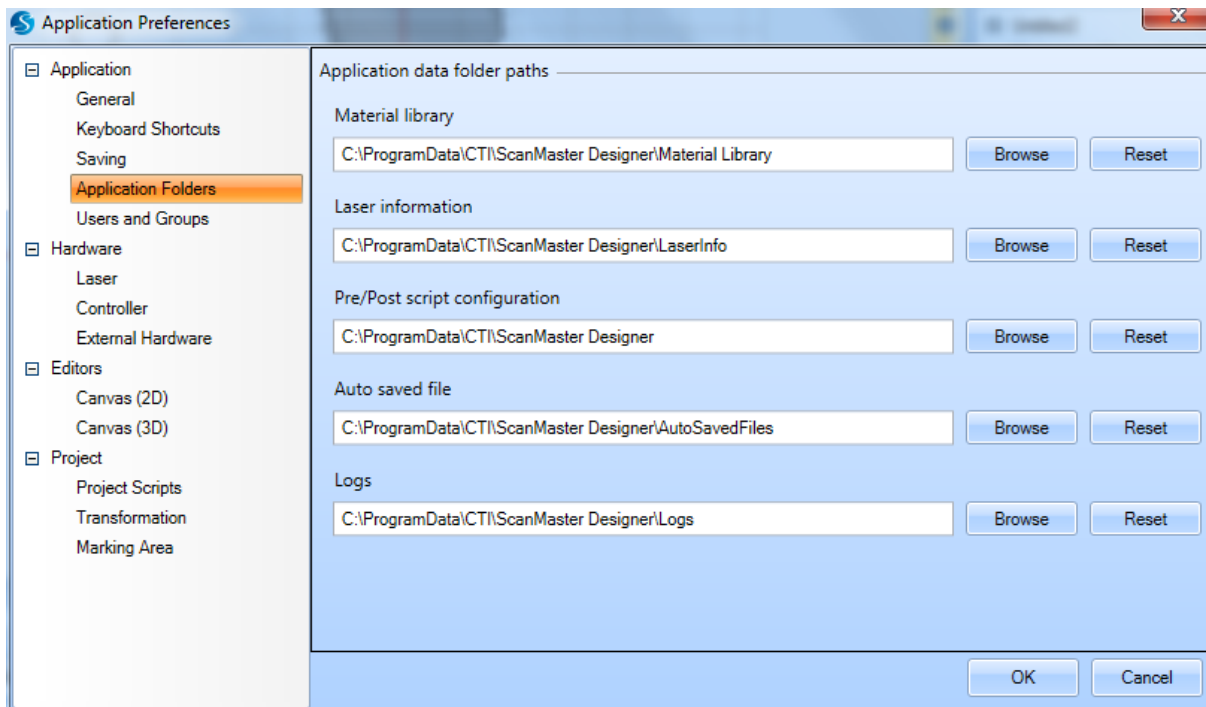 Application Preferences
Application
General
Keyboard Shortcuts
Saving
Application Folders
Users and Groups
Hardware
Laser
Controller
External Hardware
Editors
Canvas (2D)
Canvas (3D)
Project
Project Scripts
Transformation
Marking Area
Application data folder paths
Material library
C:\ProgramData\CTI\ScanMaster Designer\Material Library Browse Reset
Laser information
C:\ProgramData\CTI\ScanMaster Designer\LaserInfo Browse Reset
Pre/Post script configuration
C:\ProgramData\CTI\ScanMaster Designer Browse Reset
Auto saved file
C:\ProgramData\CTI\ScanMaster Designer\AutoSavedFiles Browse Reset
Logs
C:\ProgramData\CTI\ScanMaster Designer\Logs Browse Reset
OK Cancel